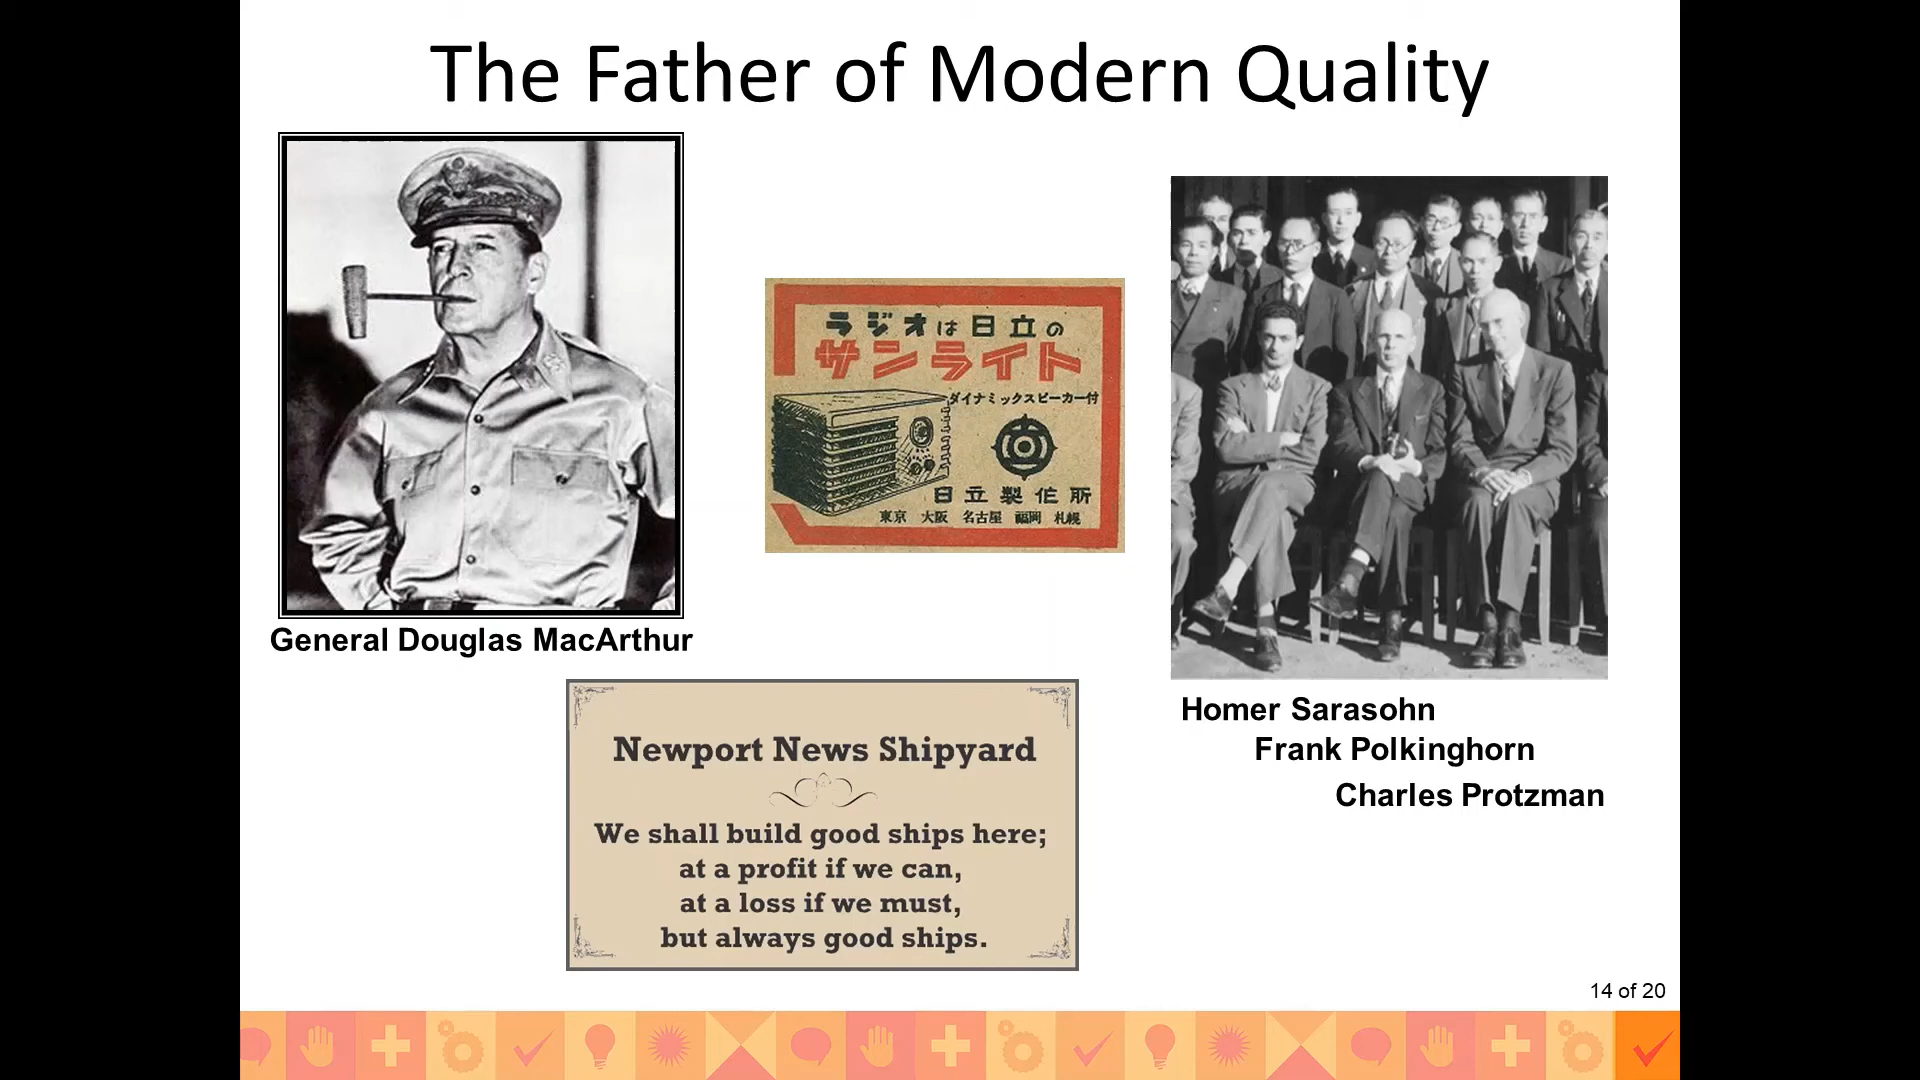 The Father of Modern Quality
General Douglas MacArthur
ラジオは日立の
サンライト
ダイナミックスピーカー付
日立製作所
東京 大阪 名古屋 福岡 札幌
Homer Sarasohn
Frank Polkinghorn
Charles Protzman
Newport News Shipyard
We shall build good ships here;
at a profit if we can,
at a loss if we must,
but always good ships.
14 of 20